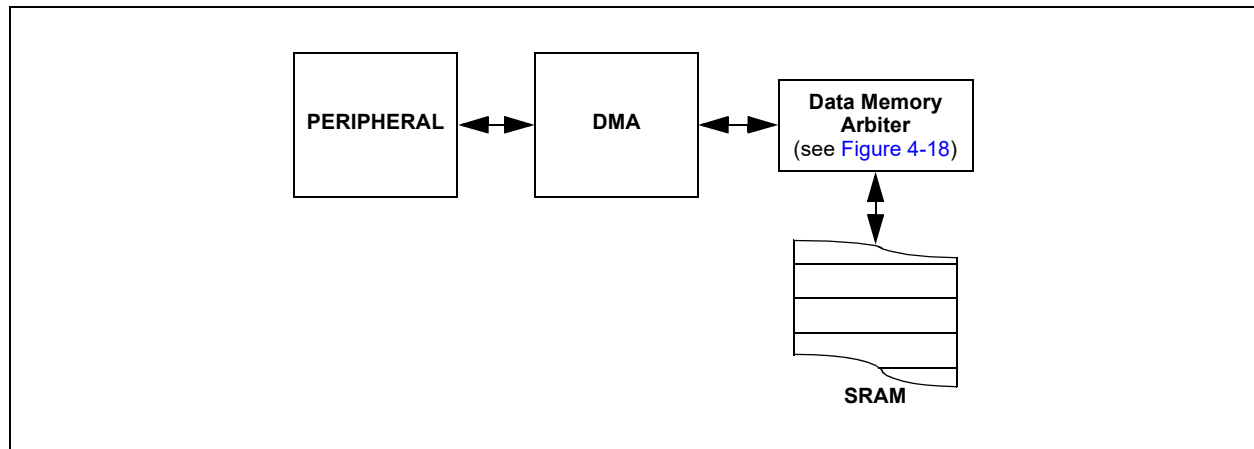 PERIPHERAL
DMA
Data Memory
Arbiter
(see Figure 4-18)
SRAM